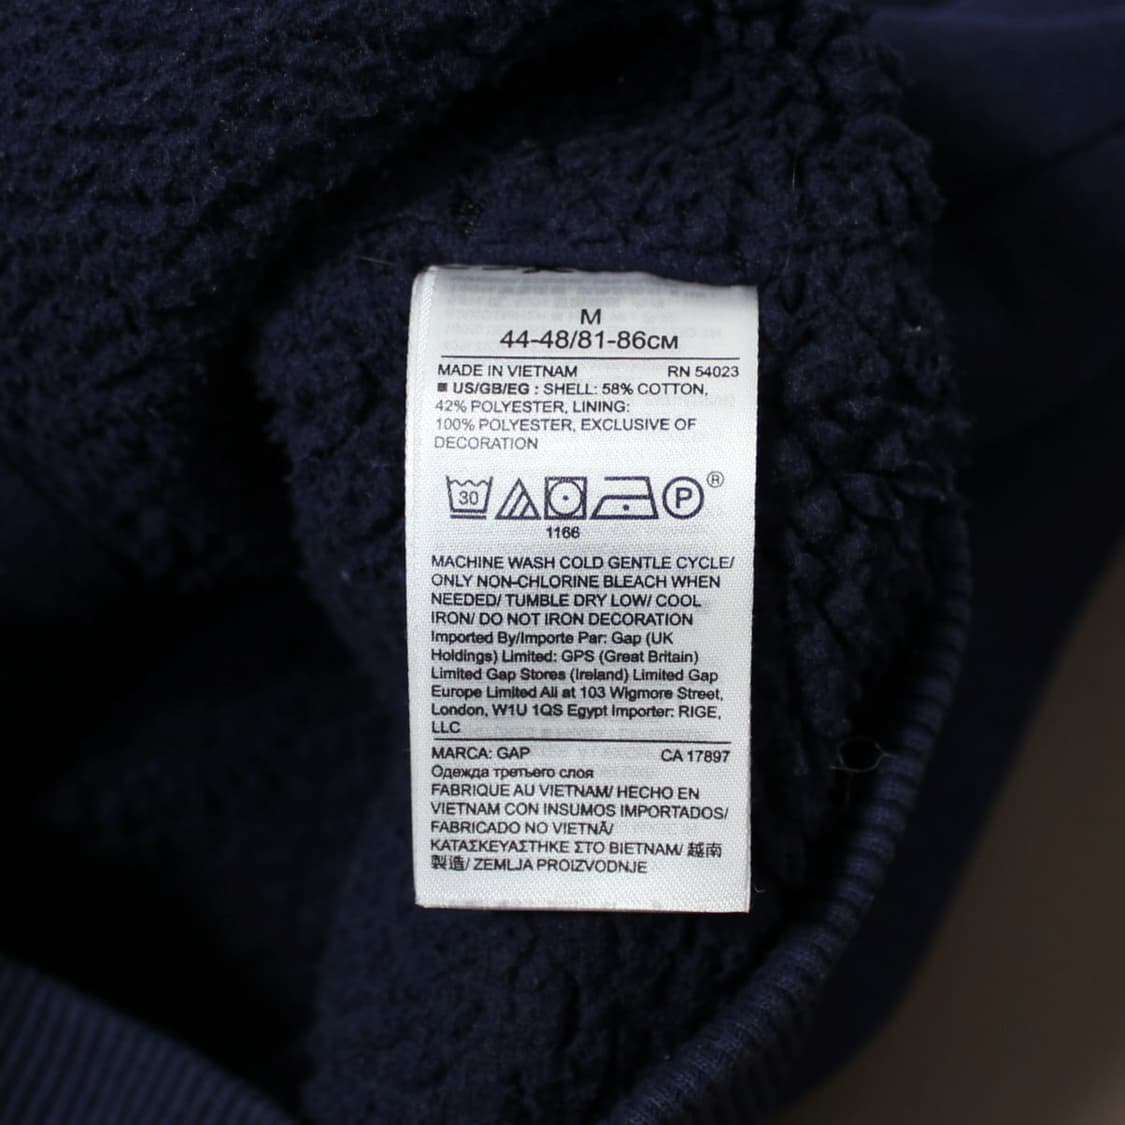 M
44-48/81-86CM
MADE IN VIETNAM RN 54023
US/GB/EG : SHELL: 58% COTTON,
42% POLYESTER, LINING:
100% POLYESTER, EXCLUSIVE OF
DECORATION
30 P ®
1166
MACHINE WASH COLD GENTLE CYCLE/
ONLY NON-CHLORINE BLEACH WHEN
NEEDED/ TUMBLE DRY LOW/ COOL
IRON/ DO NOT IRON DECORATION
Imported By/Importe Par: Gap (UK
Holdings) Limited: GPS (Great Britain)
Limited Gap Stores (Ireland) Limited Gap
Europe Limited All at 103 Wigmore Street,
London, W1U 1QS Egypt Importer: RIGE,
LLC
MARCA: GAP CA 17897
Одежда третьего слоя
FABRIQUE AU VIETNAM/ HECHO EN
VIETNAM CON INSUMOS IMPORTADOS/
FABRICADO NO VIETNÃ/
ΚΑΤΑΣΚΕΥΑΣΤΗΚΕ ΣΤΟ ΒΙΕΤΝΑΜ/ 越南
製造/ ZEMLJA PROIZVODNJE